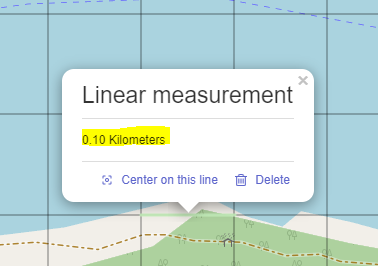 ×
Linear measurement
0.10 Kilometers
Center on this line
Delete